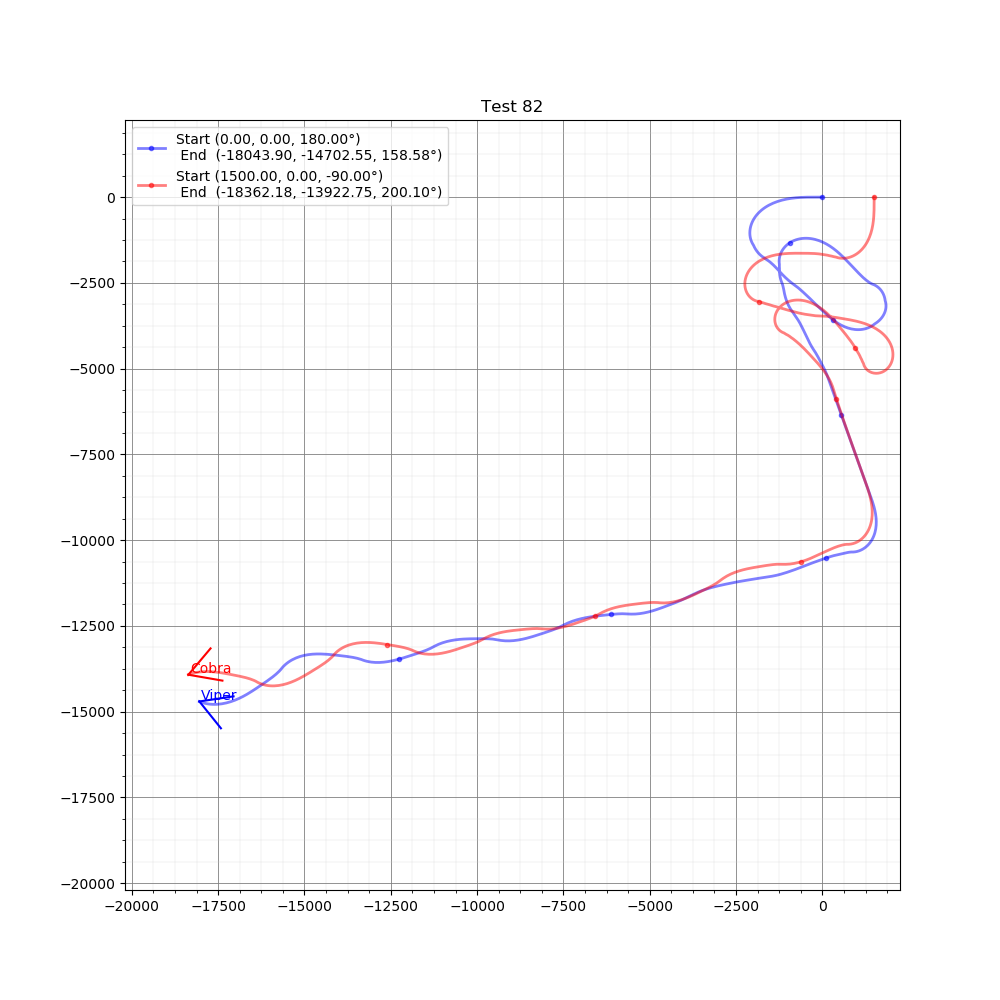 Test 82
Start (0.00, 0.00, 180.00°)
End (-18043.90, -14702.55, 158.58°)
Start (1500.00, 0.00, -90.00°)
End (-18362.18, -13922.75, 200.10°)
0
−2500
−5000
−7500
−10000
−12500
−15000
−17500
−20000
Cobra
Viper
−20000 −17500 −15000 −12500 −10000 −7500 −5000 −2500 0